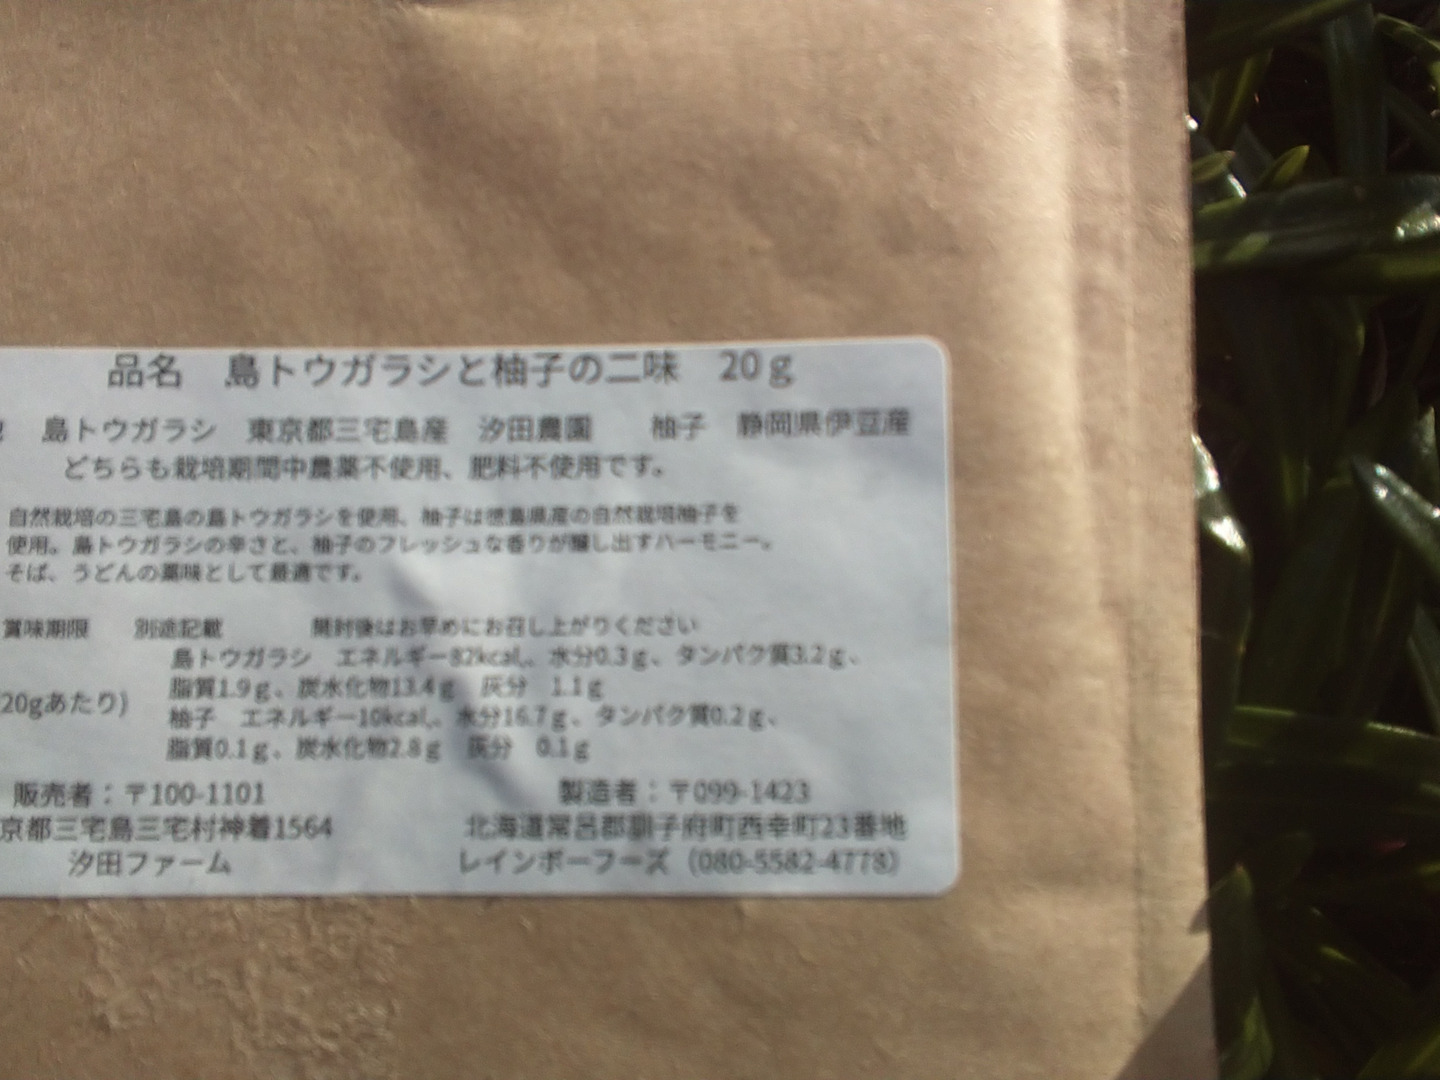 品名　島トウガラシと柚子の二味　20ｇ
島トウガラシ　東京都三宅島産　汐田農園　　柚子　静岡県伊豆産
どちらも栽培期間中農薬不使用、肥料不使用です。
自然栽培の三宅島の島トウガラシを使用、柚子は徳島県産の自然栽培柚子を
使用。島トウガラシの辛さと、柚子のフレッシュな香りが醸し出すハーモニー。
そば、うどんの薬味として最適です。
賞味期限　　別途記載　　　　開封後はお早めにお召し上がりください
島トウガラシ　エネルギー82kcal、水分0.3ｇ、タンパク質3.2ｇ、
脂質1.9ｇ、炭水化物13.4ｇ　灰分　1.1ｇ
20gあたり)
柚子　エネルギー10kcal、水分16.7ｇ、タンパク質0.2ｇ、
脂質0.1ｇ、炭水化物2.8ｇ　灰分　0.1ｇ
販売者：〒100-1101　　製造者：〒099-1423
京都三宅島三宅村神着1564　　北海道常呂郡訓子府町西幸町23番地
汐田ファーム　　レインボーフーズ（080-5582-4778）